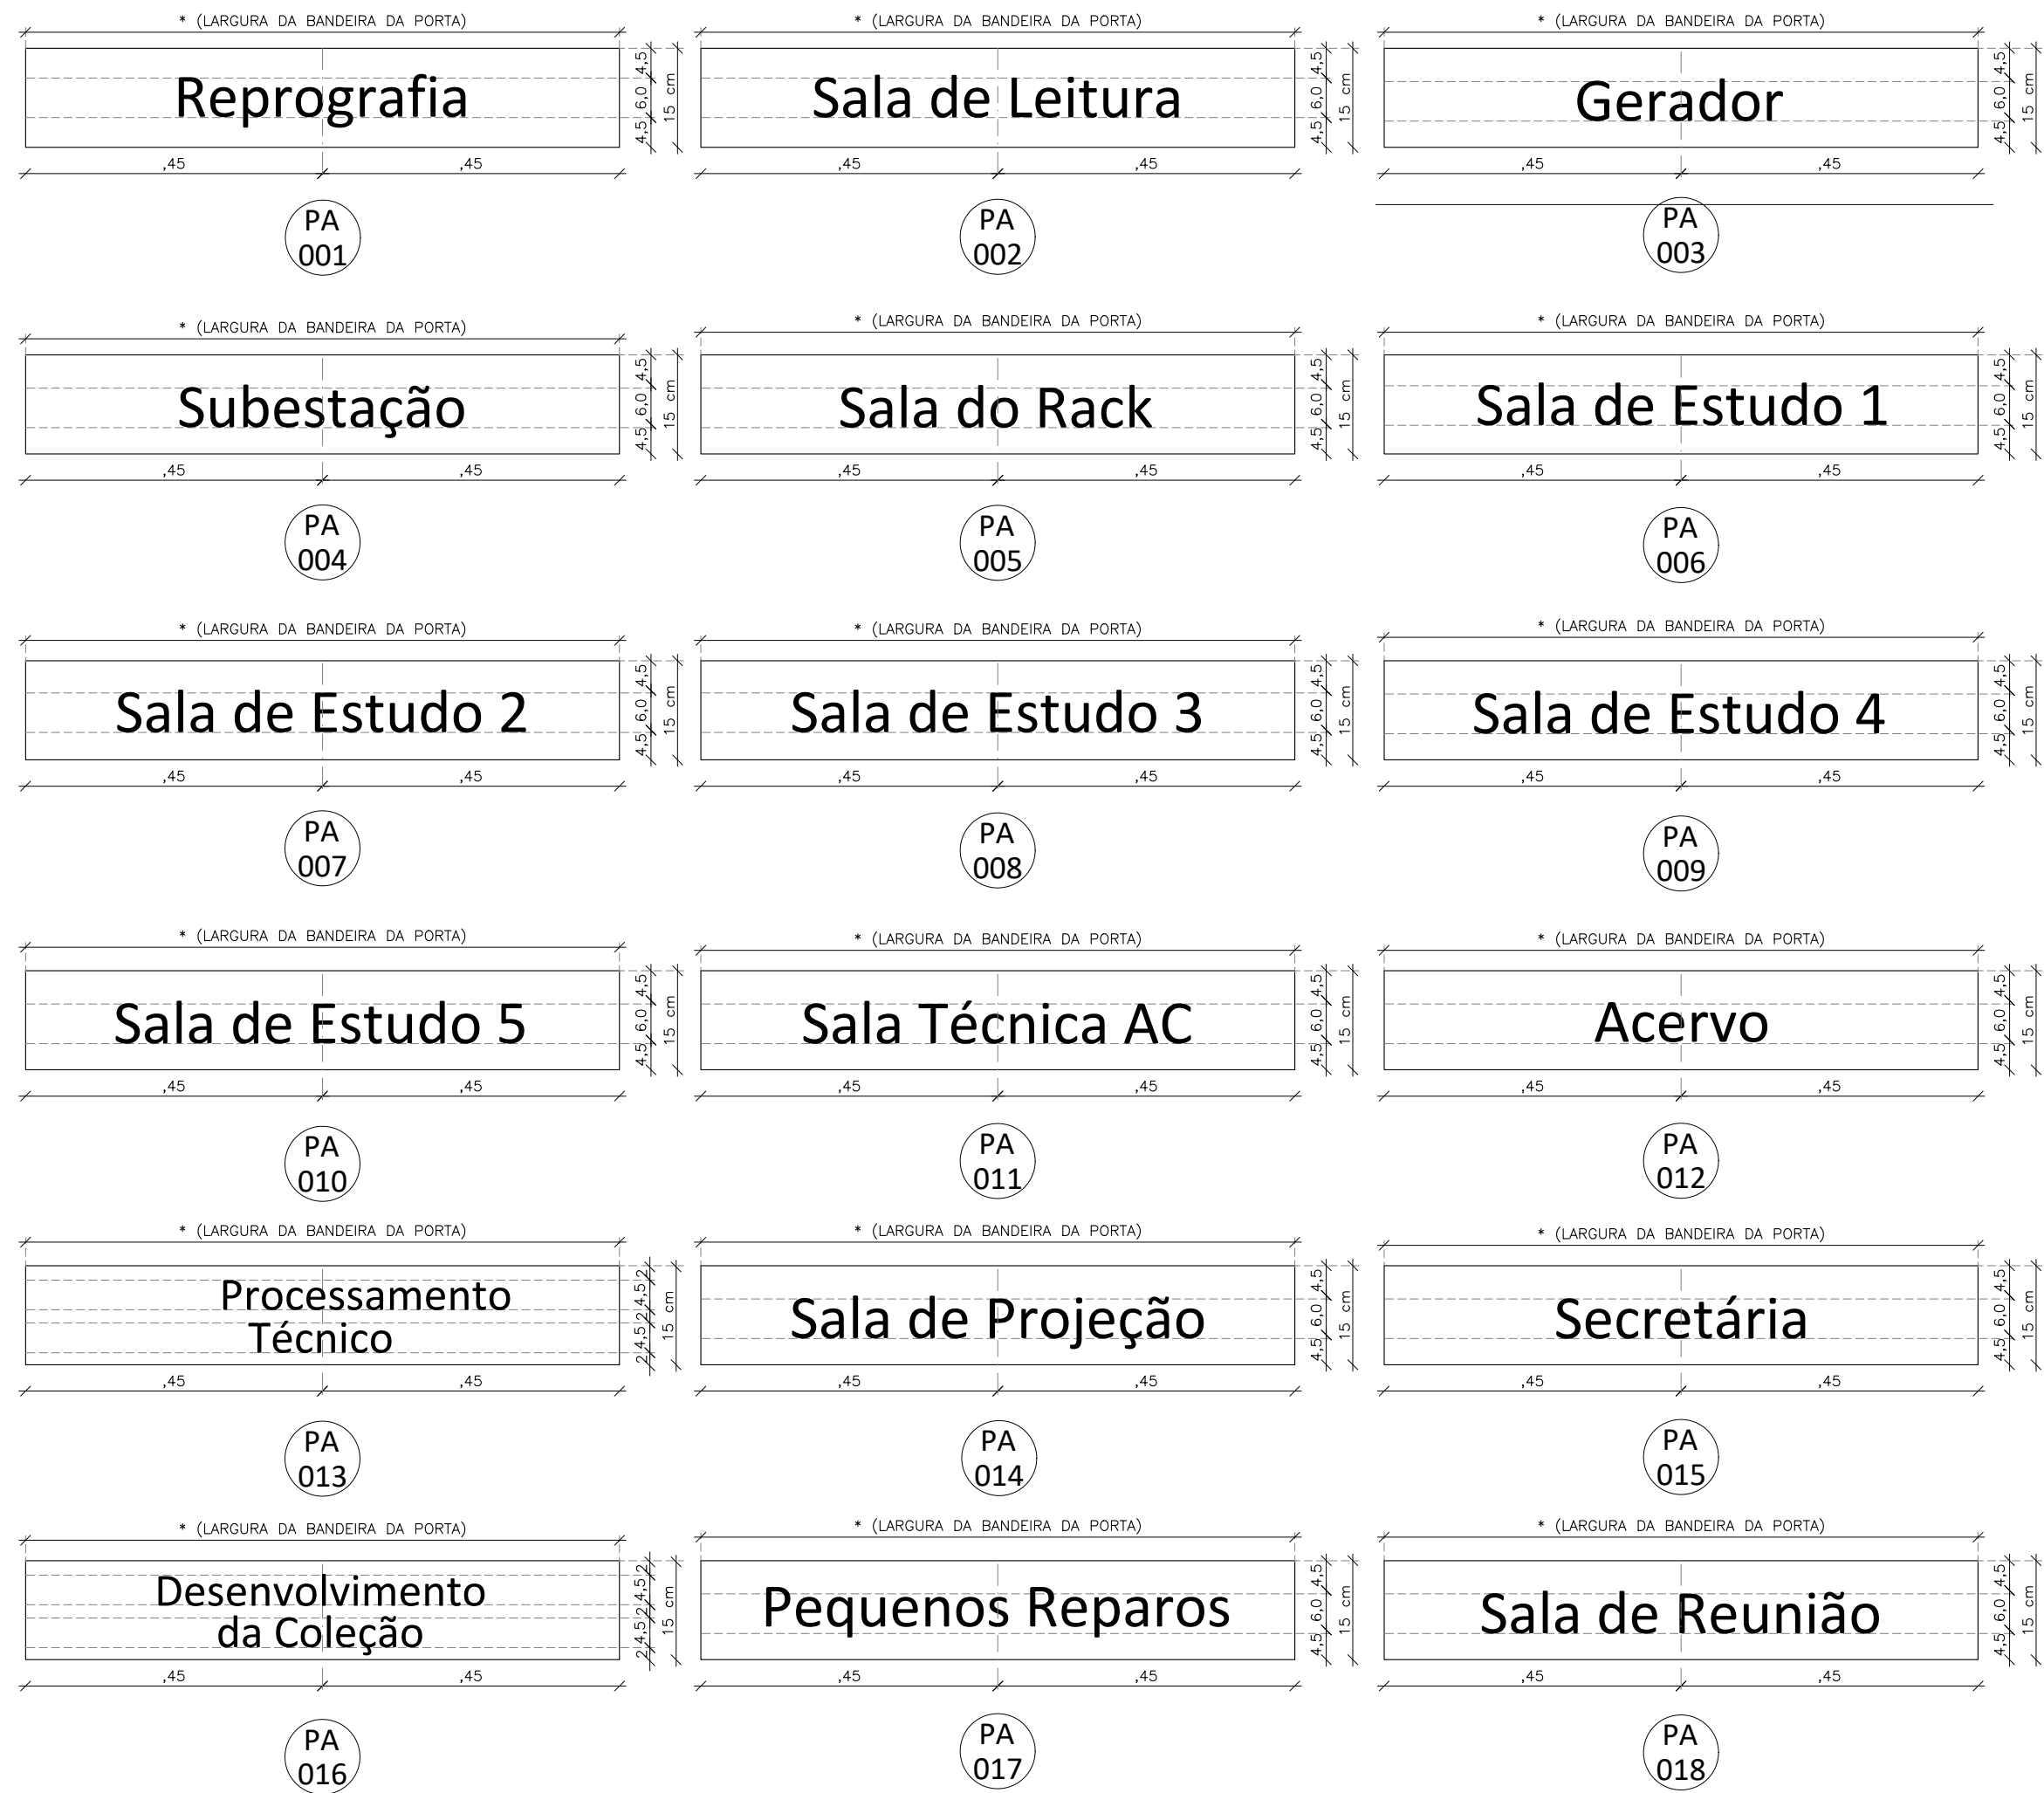 * (LARGURA DA BANDEIRA DA PORTA)
Reprografia
4,5 6,0 4,5
15 cm
,45 ,45
PA
001
* (LARGURA DA BANDEIRA DA PORTA)
Sala de Leitura
4,5 6,0 4,5
15 cm
,45 ,45
PA
002
* (LARGURA DA BANDEIRA DA PORTA)
Gerador
4,5 6,0 4,5
15 cm
,45 ,45
PA
003
* (LARGURA DA BANDEIRA DA PORTA)
Subestação
4,5 6,0 4,5
15 cm
,45 ,45
PA
004
* (LARGURA DA BANDEIRA DA PORTA)
Sala do Rack
4,5 6,0 4,5
15 cm
,45 ,45
PA
005
* (LARGURA DA BANDEIRA DA PORTA)
Sala de Estudo 1
4,5 6,0 4,5
15 cm
,45 ,45
PA
006
* (LARGURA DA BANDEIRA DA PORTA)
Sala de Estudo 2
4,5 6,0 4,5
15 cm
,45 ,45
PA
007
* (LARGURA DA BANDEIRA DA PORTA)
Sala de Estudo 3
4,5 6,0 4,5
15 cm
,45 ,45
PA
008
* (LARGURA DA BANDEIRA DA PORTA)
Sala de Estudo 4
4,5 6,0 4,5
15 cm
,45 ,45
PA
009
* (LARGURA DA BANDEIRA DA PORTA)
Sala de Estudo 5
4,5 6,0 4,5
15 cm
,45 ,45
PA
010
* (LARGURA DA BANDEIRA DA PORTA)
Sala Técnica AC
4,5 6,0 4,5
15 cm
,45 ,45
PA
011
* (LARGURA DA BANDEIRA DA PORTA)
Acervo
4,5 6,0 4,5
15 cm
,45 ,45
PA
012
* (LARGURA DA BANDEIRA DA PORTA)
Processamento
Técnico
2 4,5 2 4,5 2
15 cm
,45 ,45
PA
013
* (LARGURA DA BANDEIRA DA PORTA)
Sala de Projeção
4,5 6,0 4,5
15 cm
,45 ,45
PA
014
* (LARGURA DA BANDEIRA DA PORTA)
Secretária
4,5 6,0 4,5
15 cm
,45 ,45
PA
015
* (LARGURA DA BANDEIRA DA PORTA)
Desenvolvimento
da Coleção
2 4,5 2 4,5 2
15 cm
,45 ,45
PA
016
* (LARGURA DA BANDEIRA DA PORTA)
Pequenos Reparos
4,5 6,0 4,5
15 cm
,45 ,45
PA
017
* (LARGURA DA BANDEIRA DA PORTA)
Sala de Reunião
4,5 6,0 4,5
15 cm
,45 ,45
PA
018